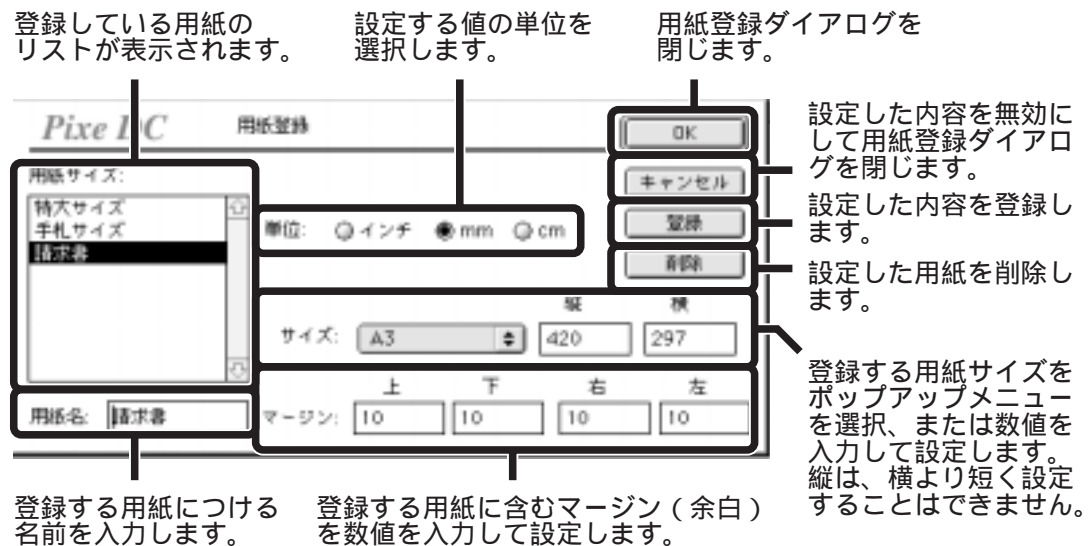 登録している用紙の
リストが表示されます。
設定する値の単位を
選択します。
用紙登録ダイアログを
閉じます。
Pixe DC
用紙登録
OK
設定した内容を無効に
して用紙登録ダイアロ
グを閉じます。
用紙サイズ:
キャンセル
特大サイズ
手札サイズ
請求書
単位: インチ mm cm
登録
設定した内容を登録し
ます。
削除
設定した用紙を削除し
ます。
縦 横
サイズ: A3 420 297
上 下 右 左
マージン: 10 10 10 10
用紙名: 請求書
登録する用紙サイズを
ポップアップメニュー
を選択、または数値を
入力して設定します。
縦は、横より短く設定
することはできません。
登録する用紙につける
名前を入力します。
登録する用紙に含むマージン（余白）
を数値を入力して設定します。